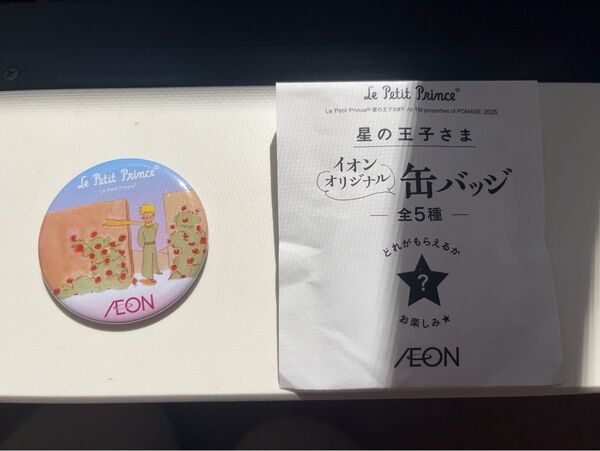 Le Petit Prince®
Le Petit Prince®
ÆON
Le Petit Prince®
Le Petit Prince® 星の王子さま® All TM properties of POMASE 2025
星の王子さま
イオン
オリジナル
缶バッジ
全5種
どれがもらえるか
?
お楽しみ★
ÆON